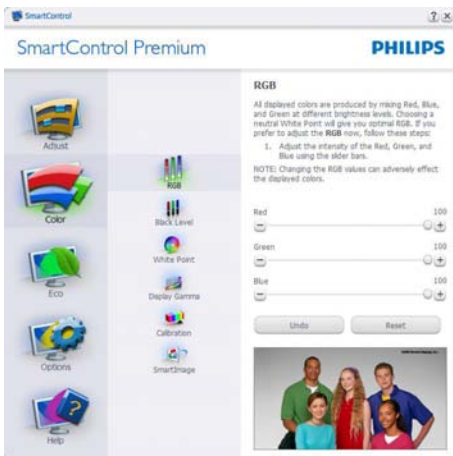 SmartControl
SmartControl Premium
PHILIPS
Adjust
Color
Eco
Options
Help
RGB
Black Level
White Point
Display Gamma
Calibration
SmartImage
RGB
All displayed colors are produced by mixing Red, Blue,
and Green at different brightness levels. Choosing a
neutral White Point will give you optimal RGB. If you
prefer to adjust the RGB now, follow these steps:
1. Adjust the intensity of the Red, Green, and
Blue using the slider bars.
NOTE: Changing the RGB values can adversely effect
the displayed colors.
Red 100
Green 100
Blue 100
Undo Reset